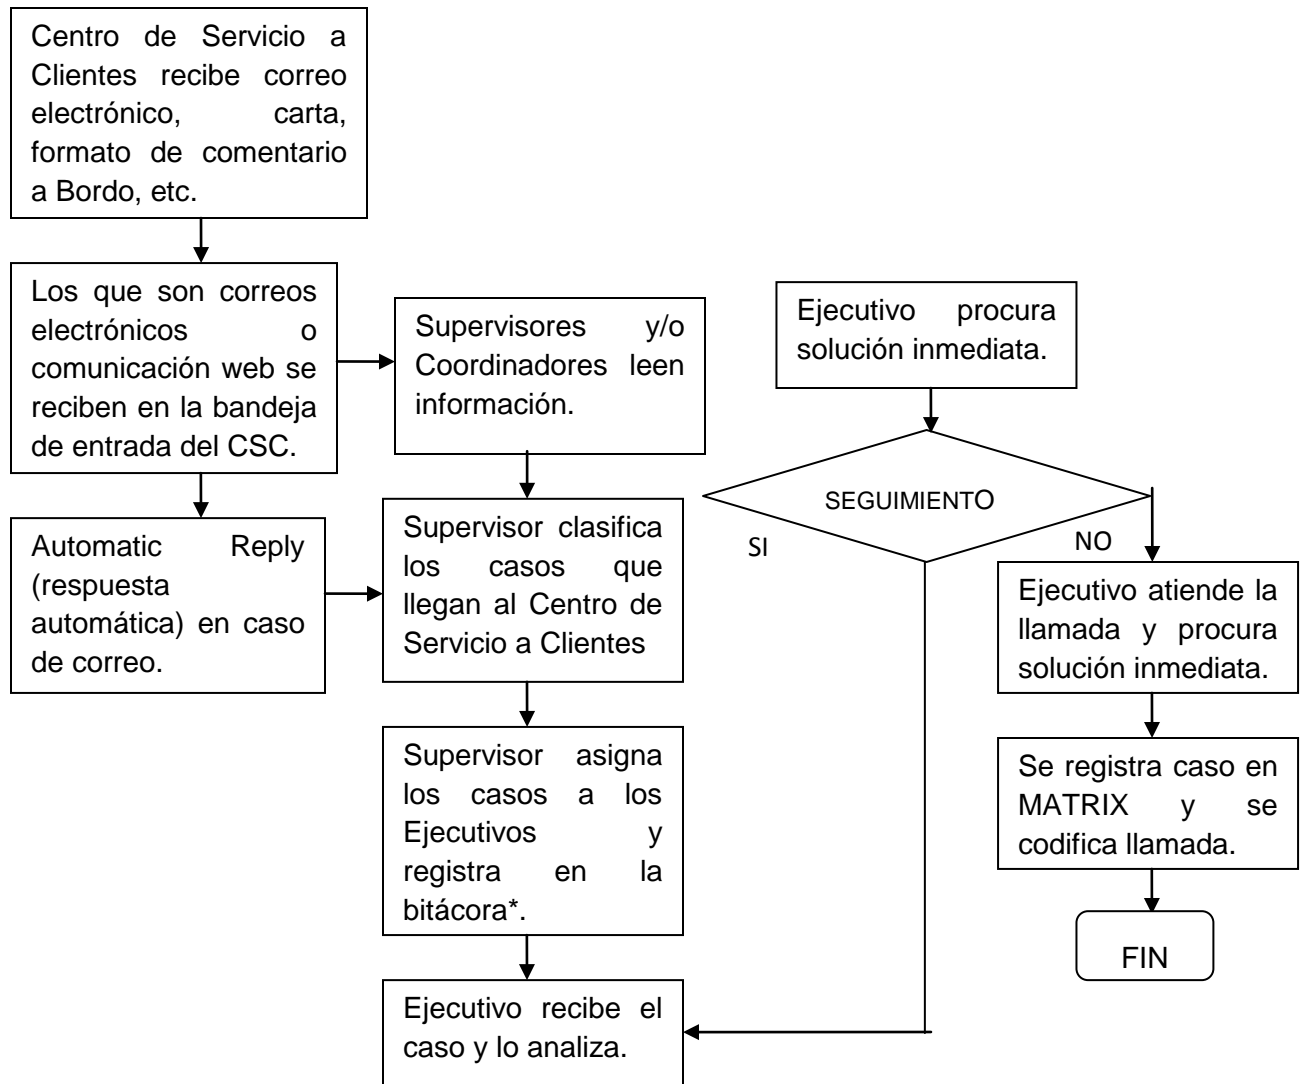 Centro de Servicio a
Clientes recibe correo
electrónico, carta,
formato de comentario
a Bordo, etc.
Los que son correos
electrónicos o
comunicación web se
reciben en la bandeja
de entrada del CSC.
Automatic Reply
(respuesta
automática) en caso
de correo.
Supervisores y/o
Coordinadores leen
información.
Supervisor clasifica
los casos que
llegan al Centro de
Servicio a Clientes
Supervisor asigna
los casos a los
Ejecutivos y
registra en la
bitácora*.
Ejecutivo recibe el
caso y lo analiza.
Ejecutivo procura
solución inmediata.
SEGUIMIENTO
SI
NO
Ejecutivo atiende la
llamada y procura
solución inmediata.
Se registra caso en
MATRIX y se
codifica llamada.
FIN